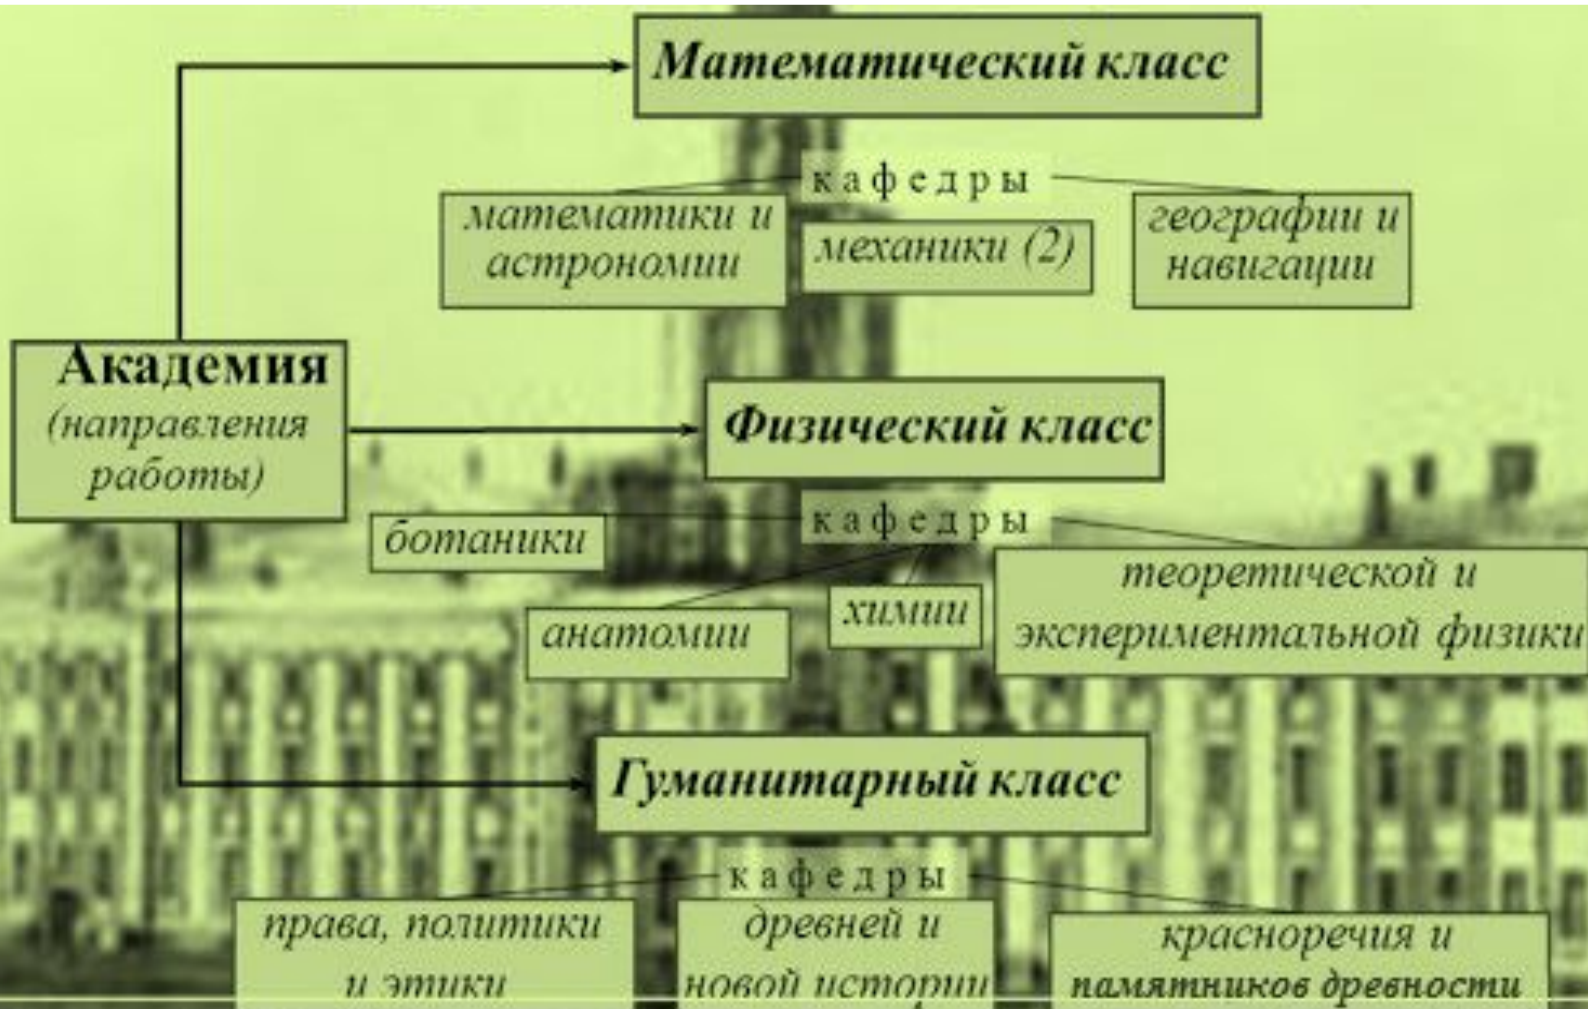 Математический класс
кафедры
математики и
астрономии
механики (2)
географии и
навигации
Академия
(направления
работы)
Физический класс
кафедры
ботаники
анатомии
химии
теоретической и
экспериментальной физики
Гуманитарный класс
кафедры
права, политики
и этики
древней и
новой истории
красноречия и
памятников древности